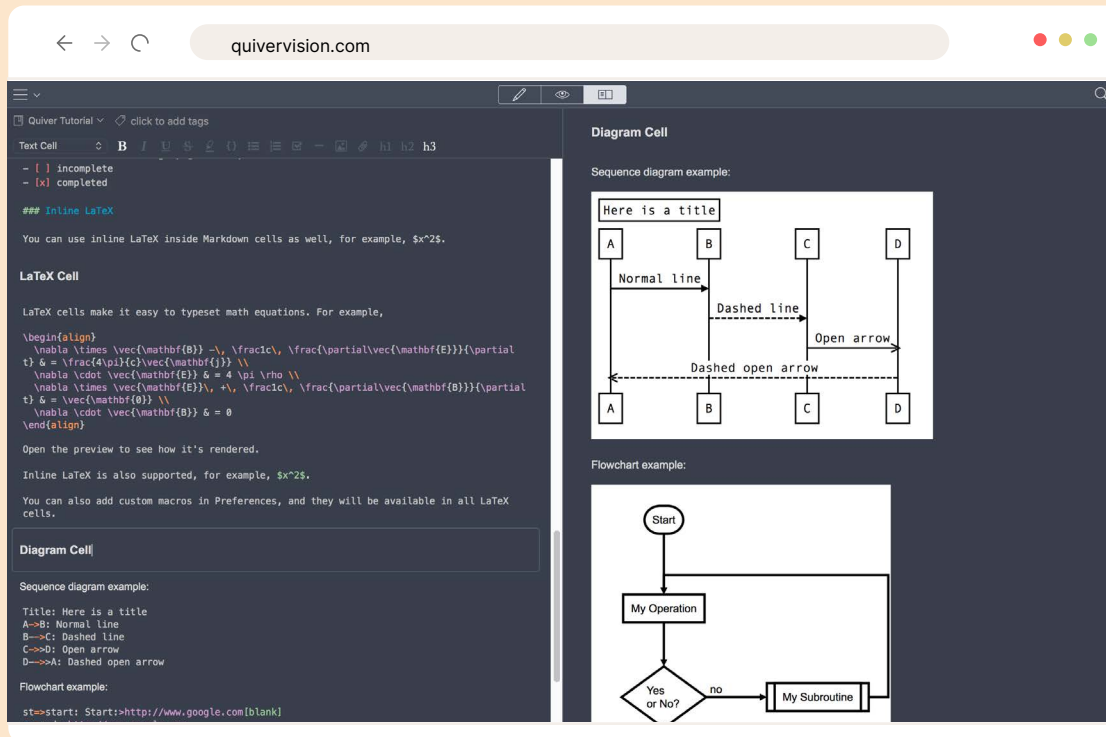 quivervision.com
Quiver Tutorial
click to add tags
Text Cell
B I U S {} h1 h2 h3
- [ ] incomplete
- [x] completed
### Inline LaTeX
You can use inline LaTeX inside Markdown cells as well, for example, $x^2$.
LaTeX Cell
LaTeX cells make it easy to typeset math equations. For example,
\begin{align}
\nabla \times \vec{\mathbf{B}} -\, \frac1c\, \frac{\partial\vec{\mathbf{E}}}{\partial
t} & = \frac{4\pi}{c}\vec{\mathbf{j}} \\
\nabla \cdot \vec{\mathbf{E}} & = 4 \pi \rho \\
\nabla \times \vec{\mathbf{E}}\, +\, \frac1c\, \frac{\partial\vec{\mathbf{B}}}{\partial
t} & = \vec{\mathbf{0}} \\
\nabla \cdot \vec{\mathbf{B}} & = 0
\end{align}
Open the preview to see how it's rendered.
Inline LaTeX is also supported, for example, $x^2$.
You can also add custom macros in Preferences, and they will be available in all LaTeX
cells.
Diagram Cell
Sequence diagram example:
Title: Here is a title
A->B: Normal line
B-->C: Dashed line
C->>D: Open arrow
D-->>A: Dashed open arrow
Flowchart example:
st=>start: Start:>http://www.google.com[blank]
Diagram Cell
Sequence diagram example:
Here is a title
A B C D
Normal line
Dashed line
Open arrow
Dashed open arrow
A B C D
Flowchart example:
Start
My Operation
Yes
or No?
no
My Subroutine